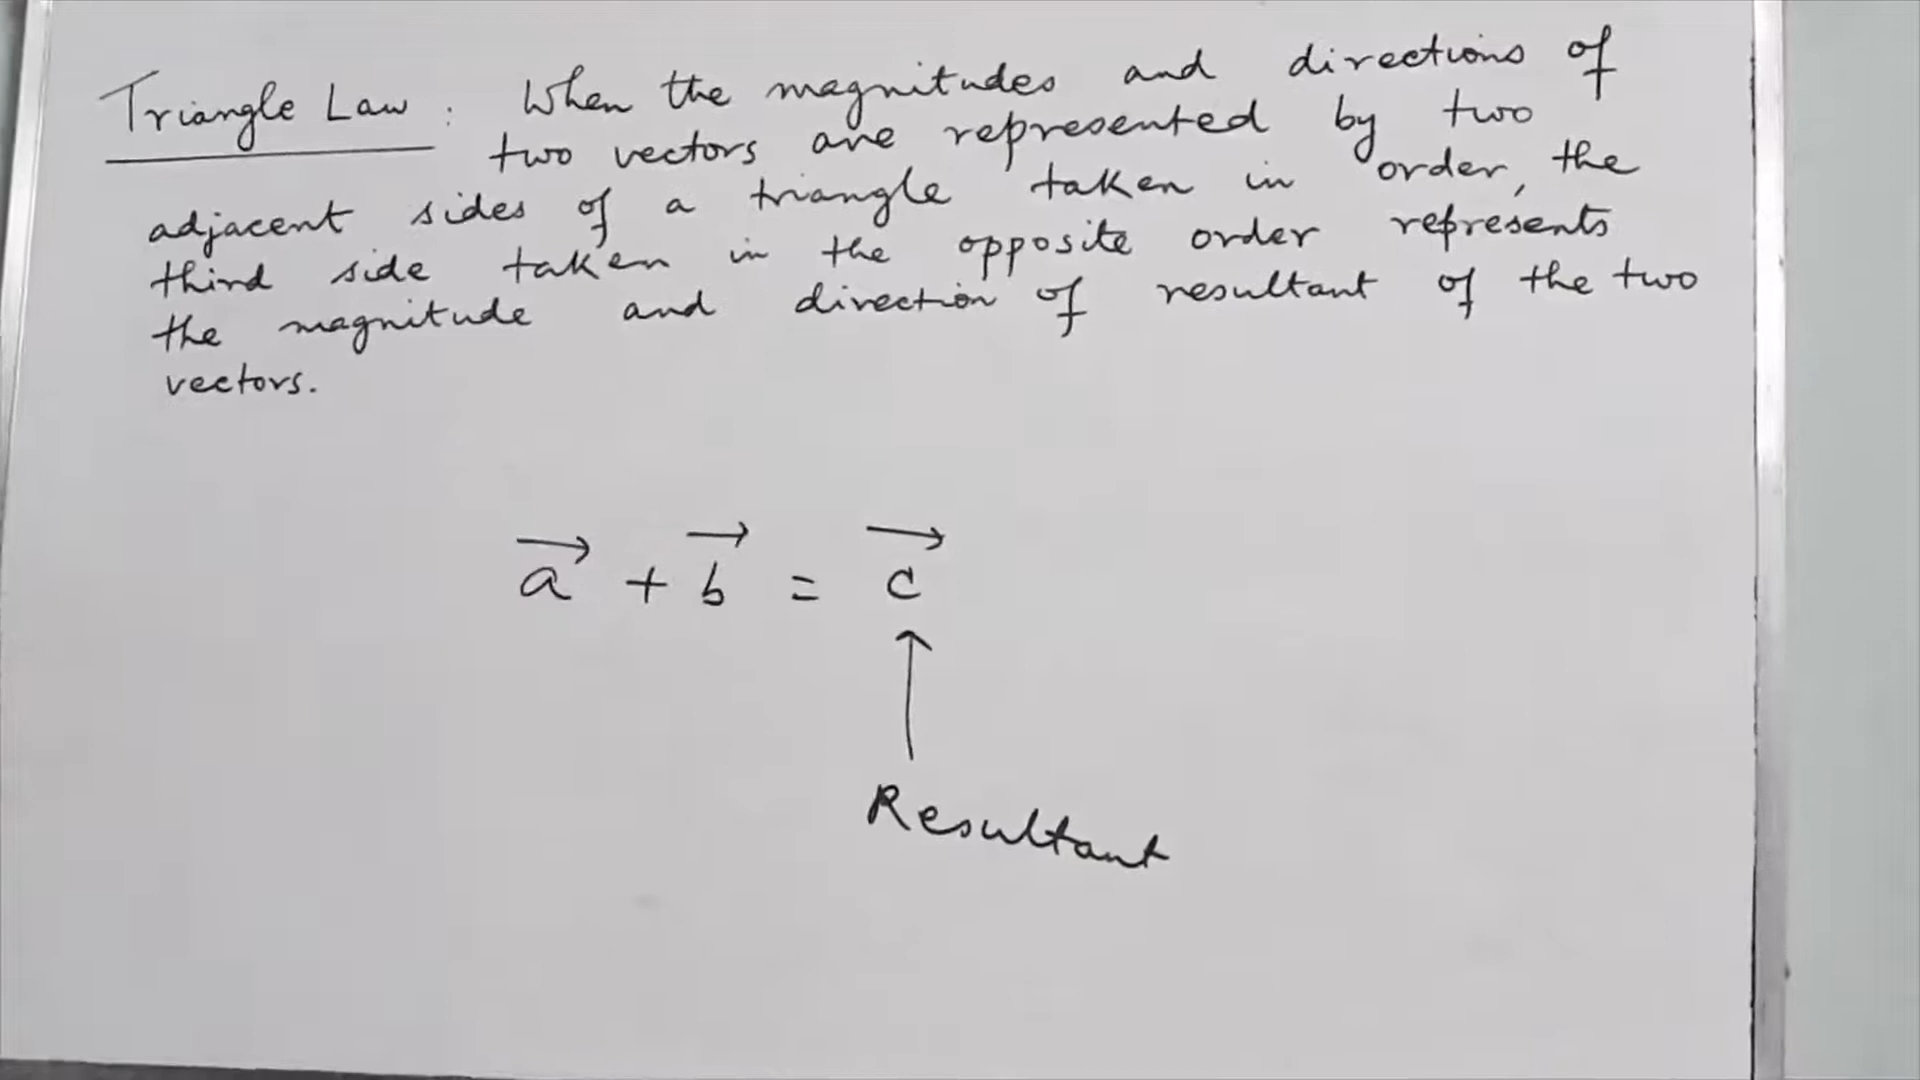 Triangle Law : When the magnitudes and directions of
two vectors are represented by two
adjacent sides of a triangle taken in order, the
third side taken in the opposite order represents
the magnitude and direction of resultant of the two
vectors.
→ → →
a + b = c
↑
Resultant